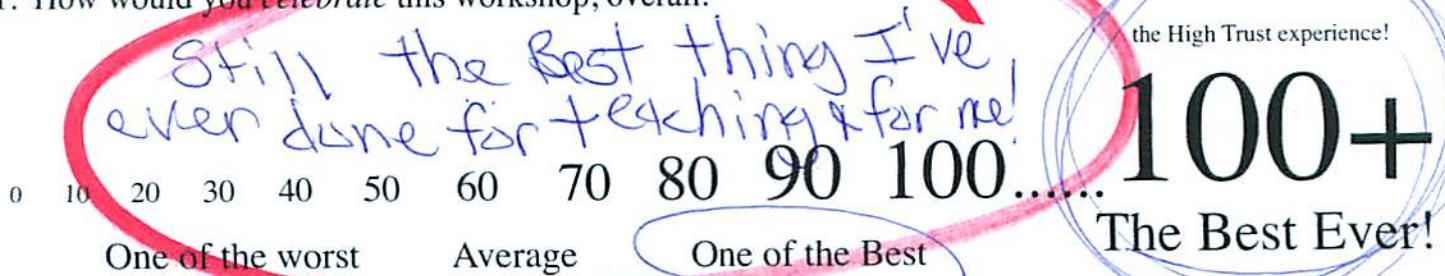 1. How would you celebrate this workshop, overall?
the High Trust experience!
Still the Best thing I've
ever done for teaching & for me!
0 10 20 30 40 50 60 70 80 90 100...... 100+
One of the worst Average One of the Best The Best Ever!